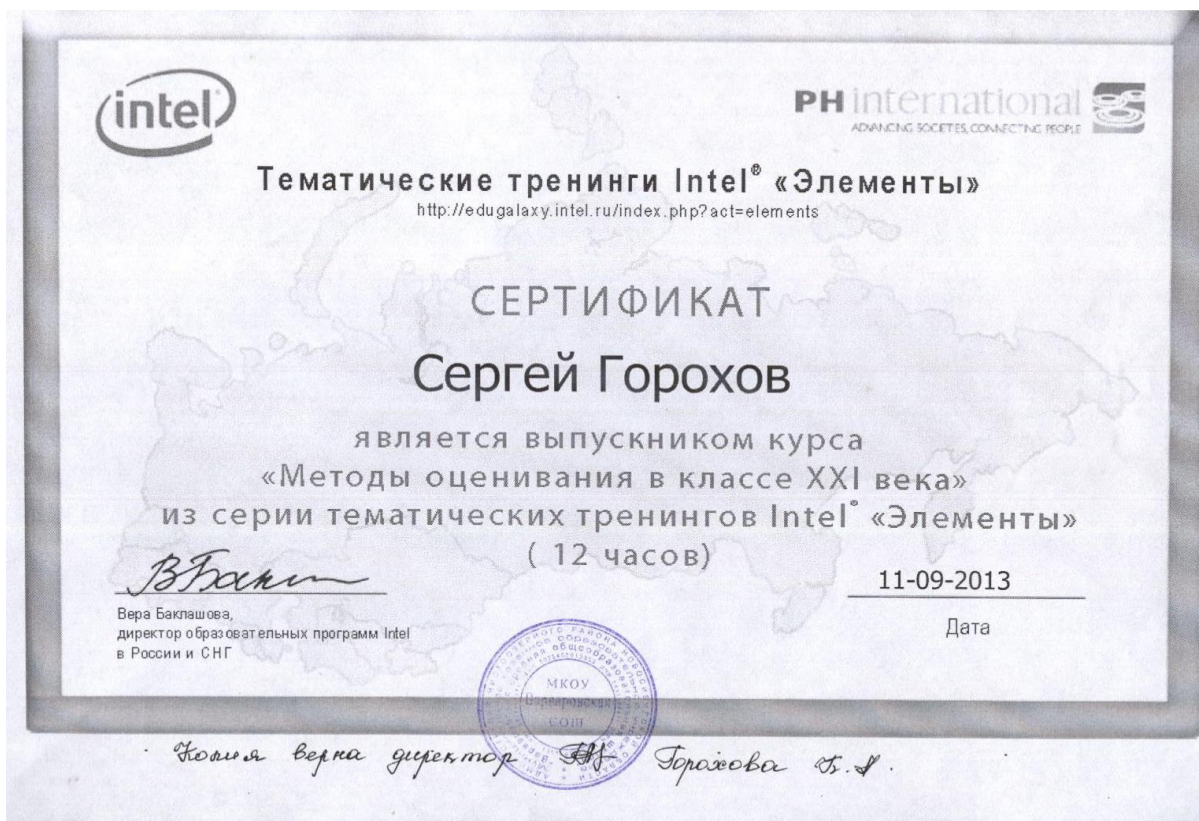 intel
PH International
ADVANCING SOCIETIES, CONNECTING PEOPLE
Тематические тренинги Intel® «Элементы»
http://edugalaxy.intel.ru/index.php?act=elements
СЕРТИФИКАТ
Сергей Горохов
является выпускником курса
«Методы оценивания в классе XXI века»
из серии тематических тренингов Intel® «Элементы»
( 12 часов)
11-09-2013
Дата
Вера Баклашова,
директор образовательных программ Intel
в России и СНГ
МКОУ
СОШ
Копия верна директор Горохова